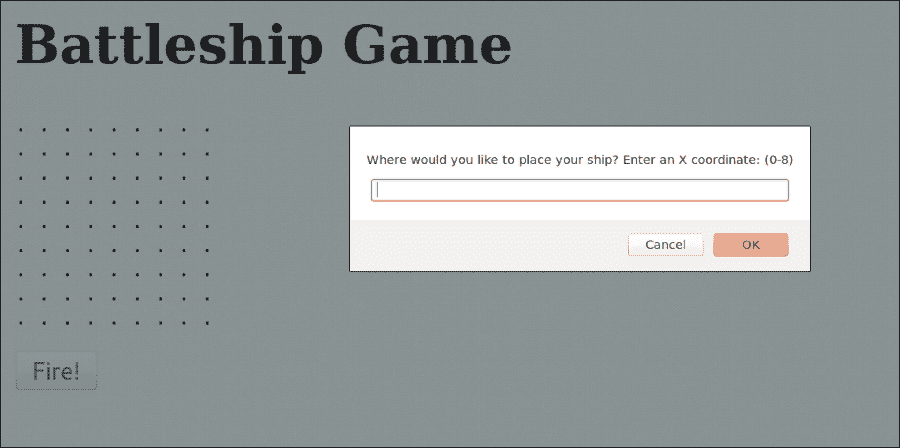 Battleship Game
. . . . . . . . .
. . . . . . . . .
. . . . . . . . .
. . . . . . . . .
. . . . . . . . .
. . . . . . . . .
. . . . . . . . .
. . . . . . . . .
. . . . . . . . .
Where would you like to place your ship? Enter an X coordinate: (0-8)
Cancel OK
Fire!